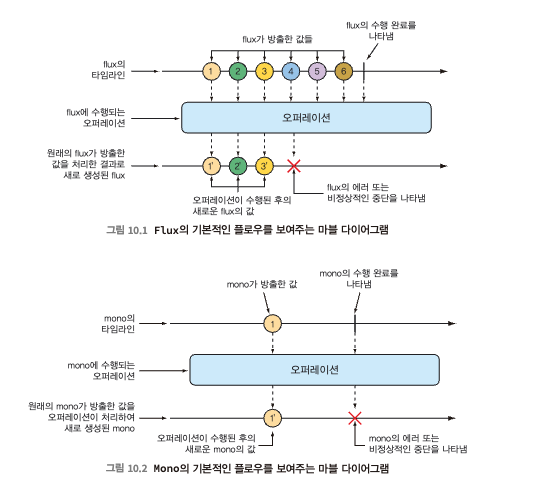 flux의 수행 완료를
나타냄
flux가 방출한 값들
flux의
타임라인
1 2 3 4 5 6
flux에 수행되는
오퍼레이션
오퍼레이션
원래의 flux가 방출한
값을 처리한 결과로
새로 생성된 flux
1' 2' 3'
flux의 에러 또는
비정상적인 중단을 나타냄
오퍼레이션이 수행된 후의
새로운 flux의 값
그림 10.1 Flux의 기본적인 플로우를 보여주는 마블 다이어그램
mono의 수행 완료를
나타냄
mono가 방출한 값
mono의
타임라인
1
mono에 수행되는
오퍼레이션
오퍼레이션
원래의 mono가 방출한 값을
오퍼레이션이 처리하여
새로 생성된 mono
1'
오퍼레이션이 수행된 후의
새로운 mono의 값
mono의 에러 또는
비정상적인 중단을 나타냄
그림 10.2 Mono의 기본적인 플로우를 보여주는 마블 다이어그램